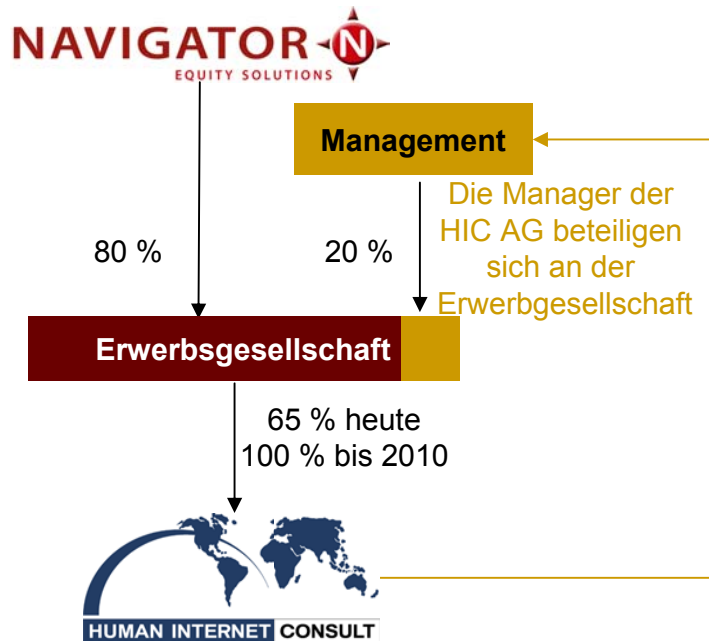 NAVIGATOR N
EQUITY SOLUTIONS
Management
Die Manager der
HIC AG beteiligen
sich an der
Erwerbgesellschaft
80 %
20 %
Erwerbsgesellschaft
65 % heute
100 % bis 2010
HUMAN INTERNET CONSULT